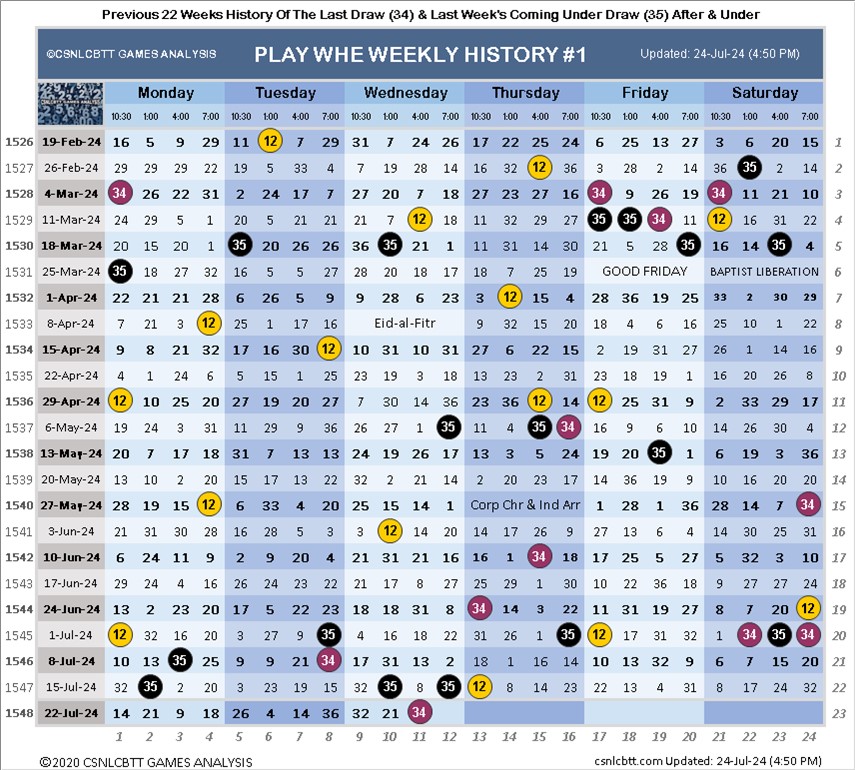 Previous 22 Weeks History Of The Last Draw (34) & Last Week's Coming Under Draw (35) After & Under
©CSNLCBTT GAMES ANALYSIS PLAY WHE WEEKLY HISTORY #1 Updated: 24-Jul-24 (4:50 PM)
CSNLCBTT GAMES ANALYSIS Monday Tuesday Wednesday Thursday Friday Saturday
10:30 1:00 4:00 7:00 10:30 1:00 4:00 7:00 10:30 1:00 4:00 7:00 10:30 1:00 4:00 7:00 10:30 1:00 4:00 7:00 10:30 1:00 4:00 7:00
1526 19-Feb-24 16 5 9 29 11 12 7 29 31 7 24 26 17 22 25 24 6 25 13 27 3 6 20 15 1
1527 26-Feb-24 29 29 29 22 19 5 33 4 7 19 28 14 16 32 12 36 3 28 2 14 36 35 2 14 2
1528 4-Mar-24 34 26 22 31 2 24 17 7 27 20 7 18 27 23 27 16 34 9 26 19 34 11 21 10 3
1529 11-Mar-24 24 29 5 1 20 5 21 21 21 7 12 18 11 32 29 27 35 35 34 11 12 16 31 22 4
1530 18-Mar-24 20 15 20 1 35 20 26 26 36 35 21 1 11 31 14 30 21 5 28 35 16 14 35 4 5
1531 25-Mar-24 35 18 27 32 16 5 5 27 28 20 18 17 18 7 25 19 GOOD FRIDAY BAPTIST LIBERATION 6
1532 1-Apr-24 22 21 21 28 6 26 5 9 9 28 6 23 3 12 15 4 28 36 19 25 33 2 30 29 7
1533 8-Apr-24 7 21 3 12 25 1 17 16 Eid-al-Fitr 9 32 15 20 18 4 6 16 25 10 1 22 8
1534 15-Apr-24 9 8 21 32 17 16 30 12 10 31 10 31 27 6 22 15 2 19 31 27 26 1 14 16 9
1535 22-Apr-24 4 1 24 6 5 15 1 25 23 19 3 18 13 23 2 31 23 18 19 1 16 20 26 8 10
1536 29-Apr-24 12 10 25 20 27 19 20 27 7 30 14 36 23 36 12 14 12 25 31 9 2 33 29 17 11
1537 6-May-24 19 24 3 31 11 29 9 36 26 27 1 35 11 4 35 34 16 9 6 10 14 26 30 4 12
1538 13-May-24 20 7 17 18 31 7 13 13 24 19 26 17 13 3 5 24 19 20 35 1 6 19 3 36 13
1539 20-May-24 13 10 2 20 15 17 13 22 32 2 21 14 20 20 23 17 14 36 19 9 10 16 20 20 14
1540 27-May-24 28 19 15 12 6 33 4 20 25 15 14 1 Corp Chr & Ind Arr 1 28 1 36 28 14 7 34 15
1541 3-Jun-24 21 31 30 28 16 28 5 3 3 12 14 20 14 17 26 9 27 13 6 4 14 30 25 31 16
1542 10-Jun-24 6 24 11 9 2 9 20 4 21 31 21 16 16 1 34 18 17 20 23 17 5 32 3 10 17
1543 17-Jun-24 29 24 4 16 26 24 23 22 21 17 8 27 25 29 1 30 10 22 36 18 9 27 27 24 18
1544 24-Jun-24 13 2 23 20 17 5 22 23 18 18 31 8 34 14 3 22 11 31 19 27 8 7 20 12 19
1545 1-Jul-24 12 32 16 20 3 27 9 35 4 16 18 22 31 26 1 35 12 17 31 32 1 34 35 34 20
1546 8-Jul-24 10 13 35 25 9 9 21 34 17 31 13 2 18 1 16 14 10 13 32 9 6 7 15 20 21
1547 15-Jul-24 32 35 2 20 3 23 19 15 32 35 8 35 12 8 14 23 22 13 4 31 8 17 24 32 22
1548 22-Jul-24 14 21 9 18 26 4 14 36 32 21 34 23
1 2 3 4 5 6 7 8 9 10 11 12 13 14 15 16 17 18 19 20 21 22 23 24
©2020 CSNLCBTT GAMES ANALYSIS csnlcbtt.com Updated: 24-Jul-24 (4:50 PM)